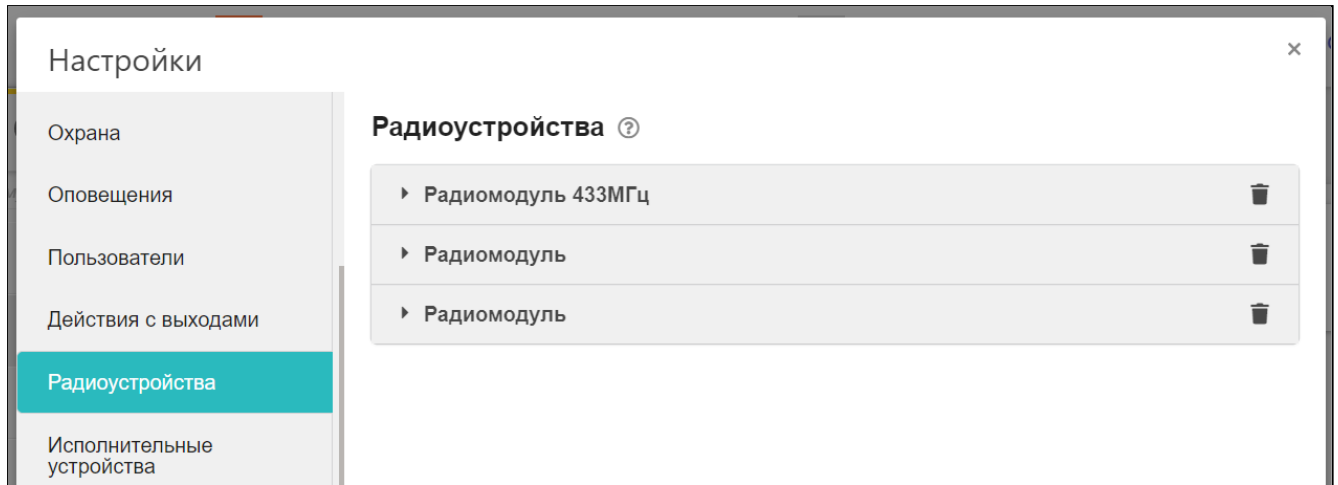 Настройки
×
Охрана
Оповещения
Пользователи
Действия с выходами
Радиоустройства
Исполнительные
устройства
Радиоустройства ?
Радиомодуль 433МГц
Радиомодуль
Радиомодуль